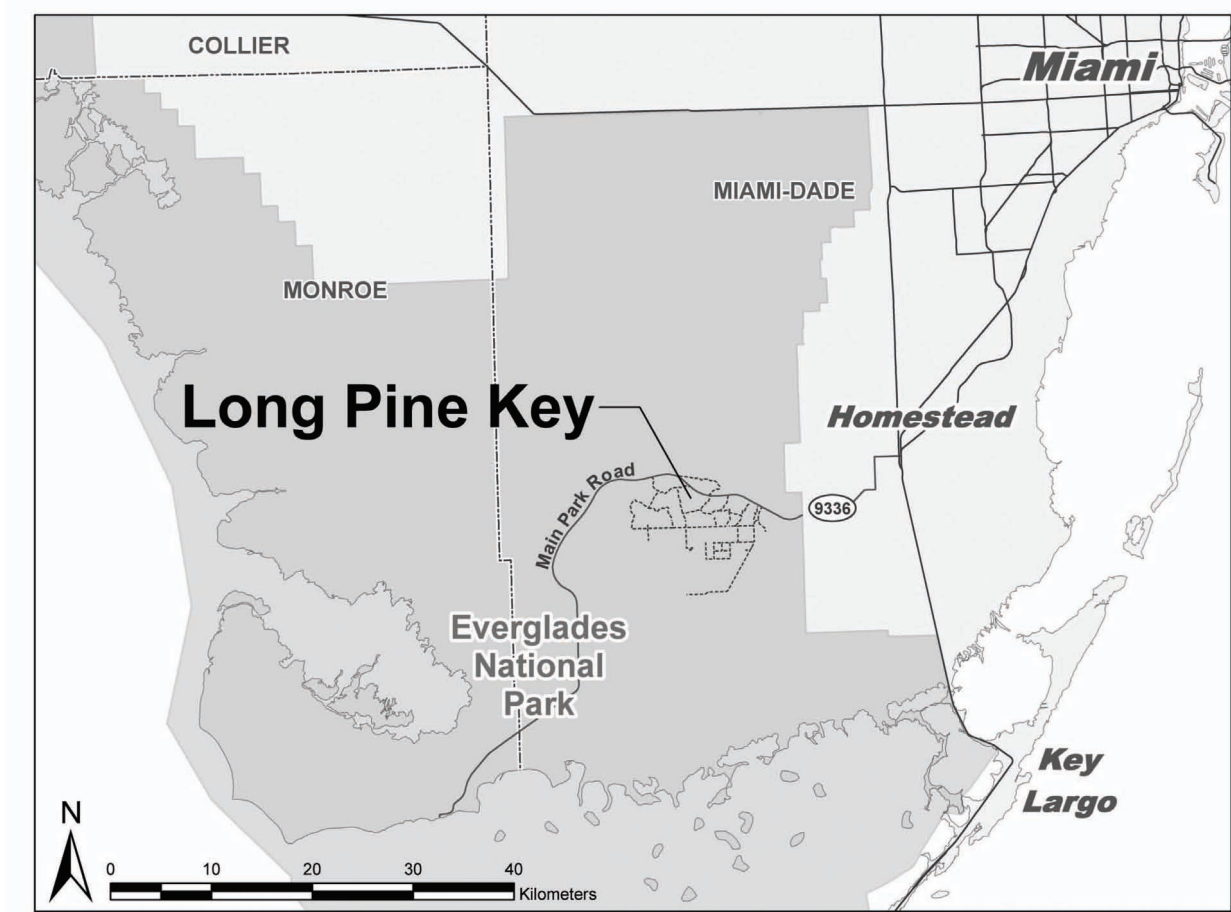 COLLIER
Miami
MIAMI-DADE
MONROE
Long Pine Key
Homestead
Main Park Road
9336
Everglades
National
Park
Key
Largo
N
0 10 20 30 40
Kilometers